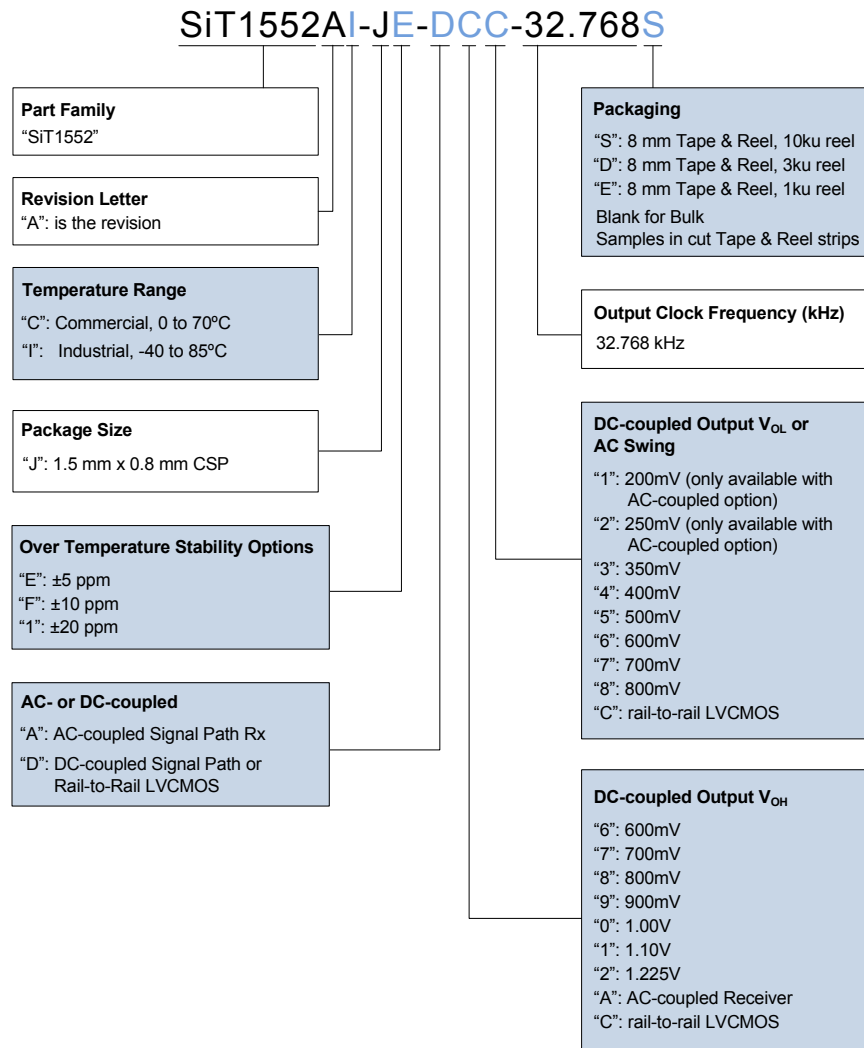 SiT1552AI-JE-DCC-32.768S
Part Family
“SiT1552”
Revision Letter
“A”: is the revision
Temperature Range
“C”: Commercial, 0 to 70ºC
“I”: Industrial, -40 to 85ºC
Package Size
“J”: 1.5 mm x 0.8 mm CSP
Over Temperature Stability Options
“E”: ±5 ppm
“F”: ±10 ppm
“1”: ±20 ppm
AC- or DC-coupled
“A”: AC-coupled Signal Path Rx
“D”: DC-coupled Signal Path or
Rail-to-Rail LVCMOS
Packaging
“S”: 8 mm Tape & Reel, 10ku reel
“D”: 8 mm Tape & Reel, 3ku reel
“E”: 8 mm Tape & Reel, 1ku reel
Blank for Bulk
Samples in cut Tape & Reel strips
Output Clock Frequency (kHz)
32.768 kHz
DC-coupled Output VOL or
AC Swing
“1”: 200mV (only available with
AC-coupled option)
“2”: 250mV (only available with
AC-coupled option)
“3”: 350mV
“4”: 400mV
“5”: 500mV
“6”: 600mV
“7”: 700mV
“8”: 800mV
“C”: rail-to-rail LVCMOS
DC-coupled Output VOH
“6”: 600mV
“7”: 700mV
“8”: 800mV
“9”: 900mV
“0”: 1.00V
“1”: 1.10V
“2”: 1.225V
“A”: AC-coupled Receiver
“C”: rail-to-rail LVCMOS